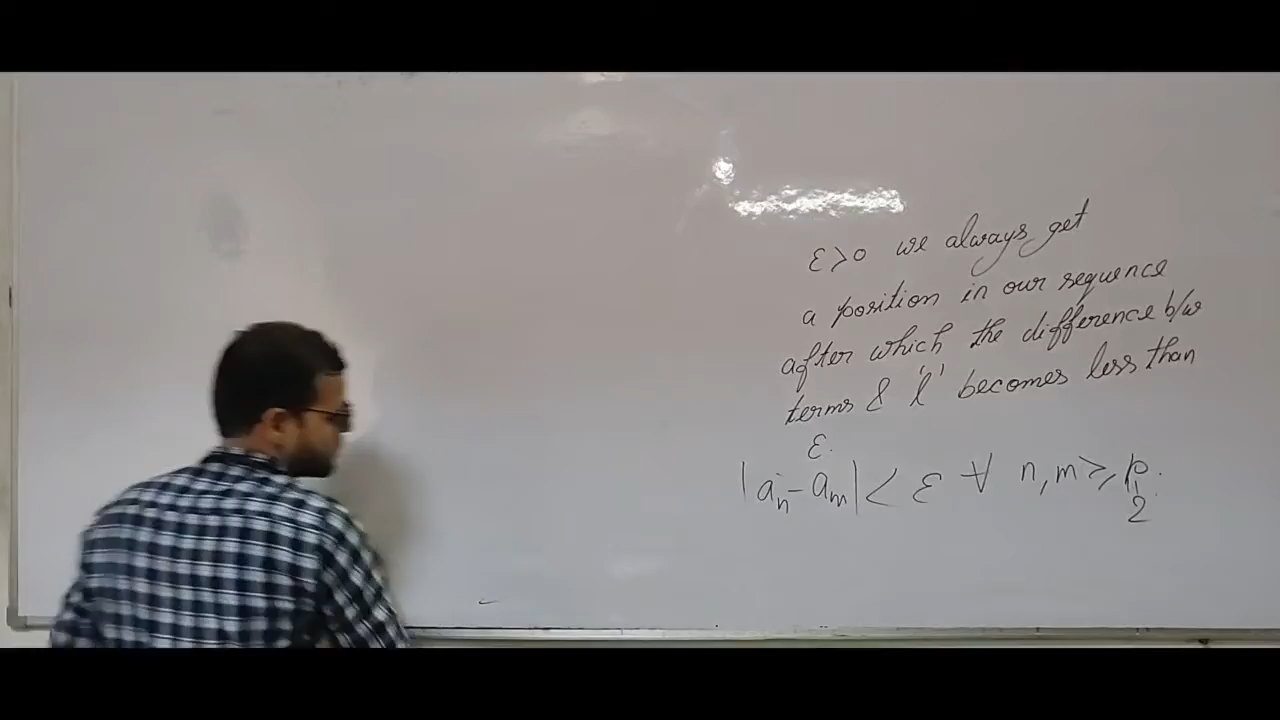 ε>0 we always get
a position in our sequence
after which the difference b/w
terms & 'l' becomes less than
ε.
|aₙ-aₘ|< ε ∀ n,m ≥ p.
2